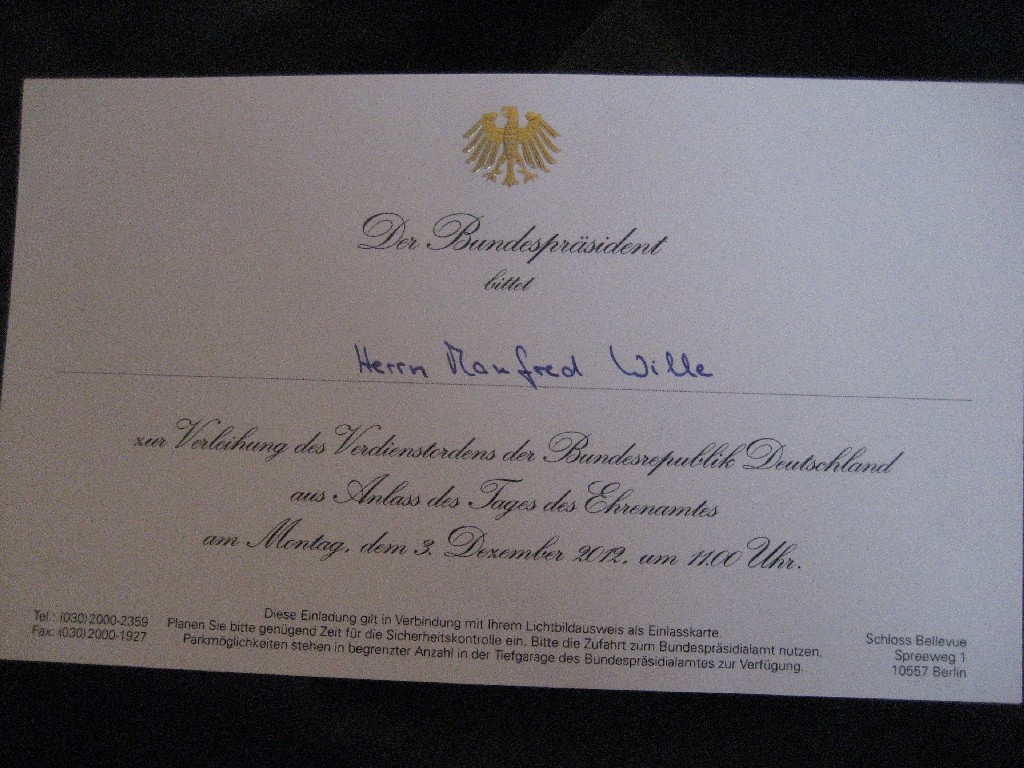 Der Bundespräsident
bittet
Herrn Manfred Wille
zur Verleihung des Verdienstordens der Bundesrepublik Deutschland
aus Anlass des Tages des Ehrenamtes
am Montag, dem 3. Dezember 2012, um 11.00 Uhr.
Tel.: (030) 2000-2359
Fax: (030) 2000-1927
Diese Einladung gilt in Verbindung mit Ihrem Lichtbildausweis als Einlasskarte.
Planen Sie bitte genügend Zeit für die Sicherheitskontrolle ein. Bitte die Zufahrt zum Bundespräsidialamt nutzen.
Parkmöglichkeiten stehen in begrenzter Anzahl in der Tiefgarage des Bundespräsidialamtes zur Verfügung.
Schloss Bellevue
Spreeweg 1
10557 Berlin